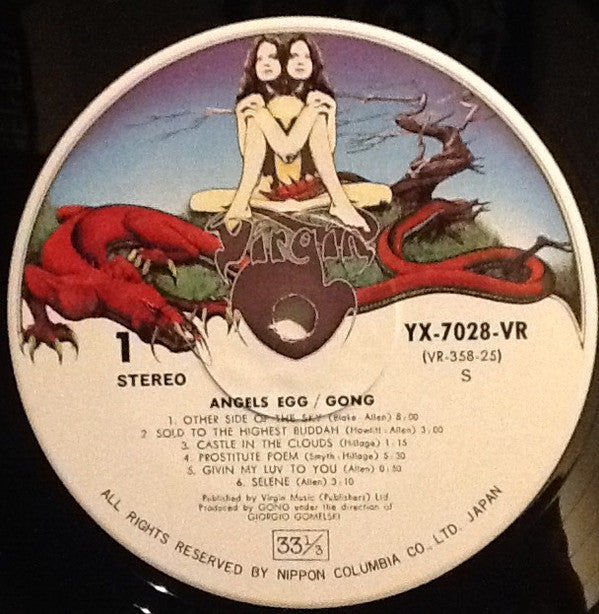 Virgin
1
STEREO
YX-7028-VR
(VR-358-25)
S
ANGELS EGG / GONG
1. OTHER SIDE OF THE SKY (Blake · Allen) 8:00
2 SOLD TO THE HIGHEST BUDDAH (Howlitt · Allen) 3:00
3. CASTLE IN THE CLOUDS (Hillage) 1:15
4. PROSTITUTE POEM (Smyth · Hillage) 5:30
5. GIVIN MY LUV TO YOU (Allen) 0:50
6. SELENE (Allen) 3:10
Published by Virgin Music (Publishers) Ltd.
Produced by GONG under the direction of
GIORGIO GOMELSKI
33 1/3
ALL RIGHTS RESERVED BY NIPPON COLUMBIA CO., LTD. JAPAN